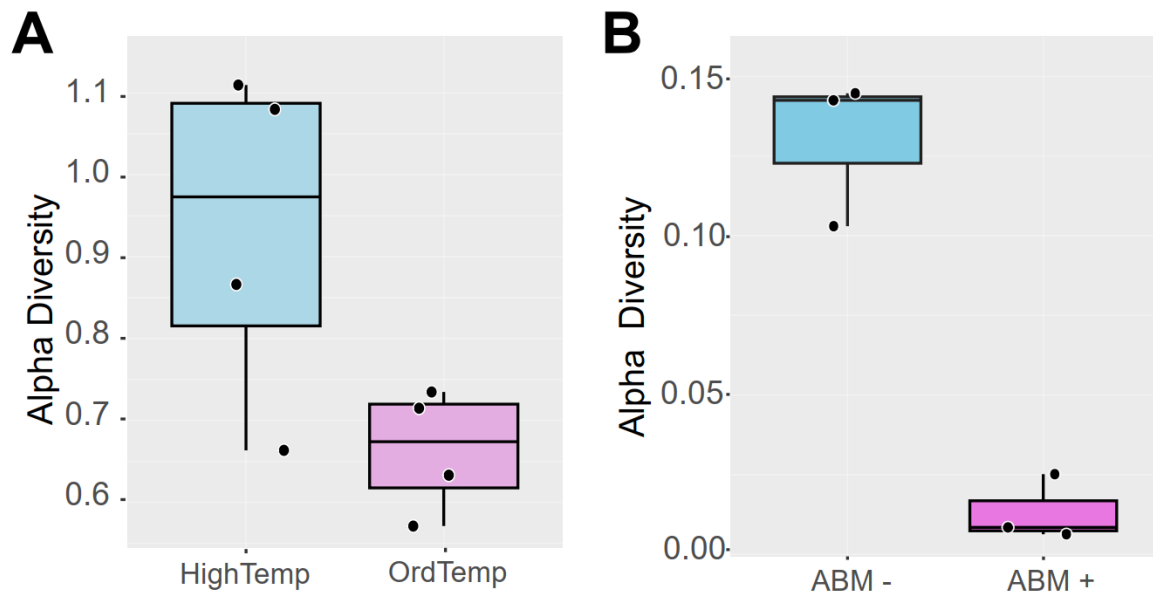 A
Alpha Diversity
1.1
1.0
0.9
0.8
0.7
0.6
HighTemp OrdTemp
B
Alpha Diversity
0.15
0.10
0.05
0.00
ABM - ABM +